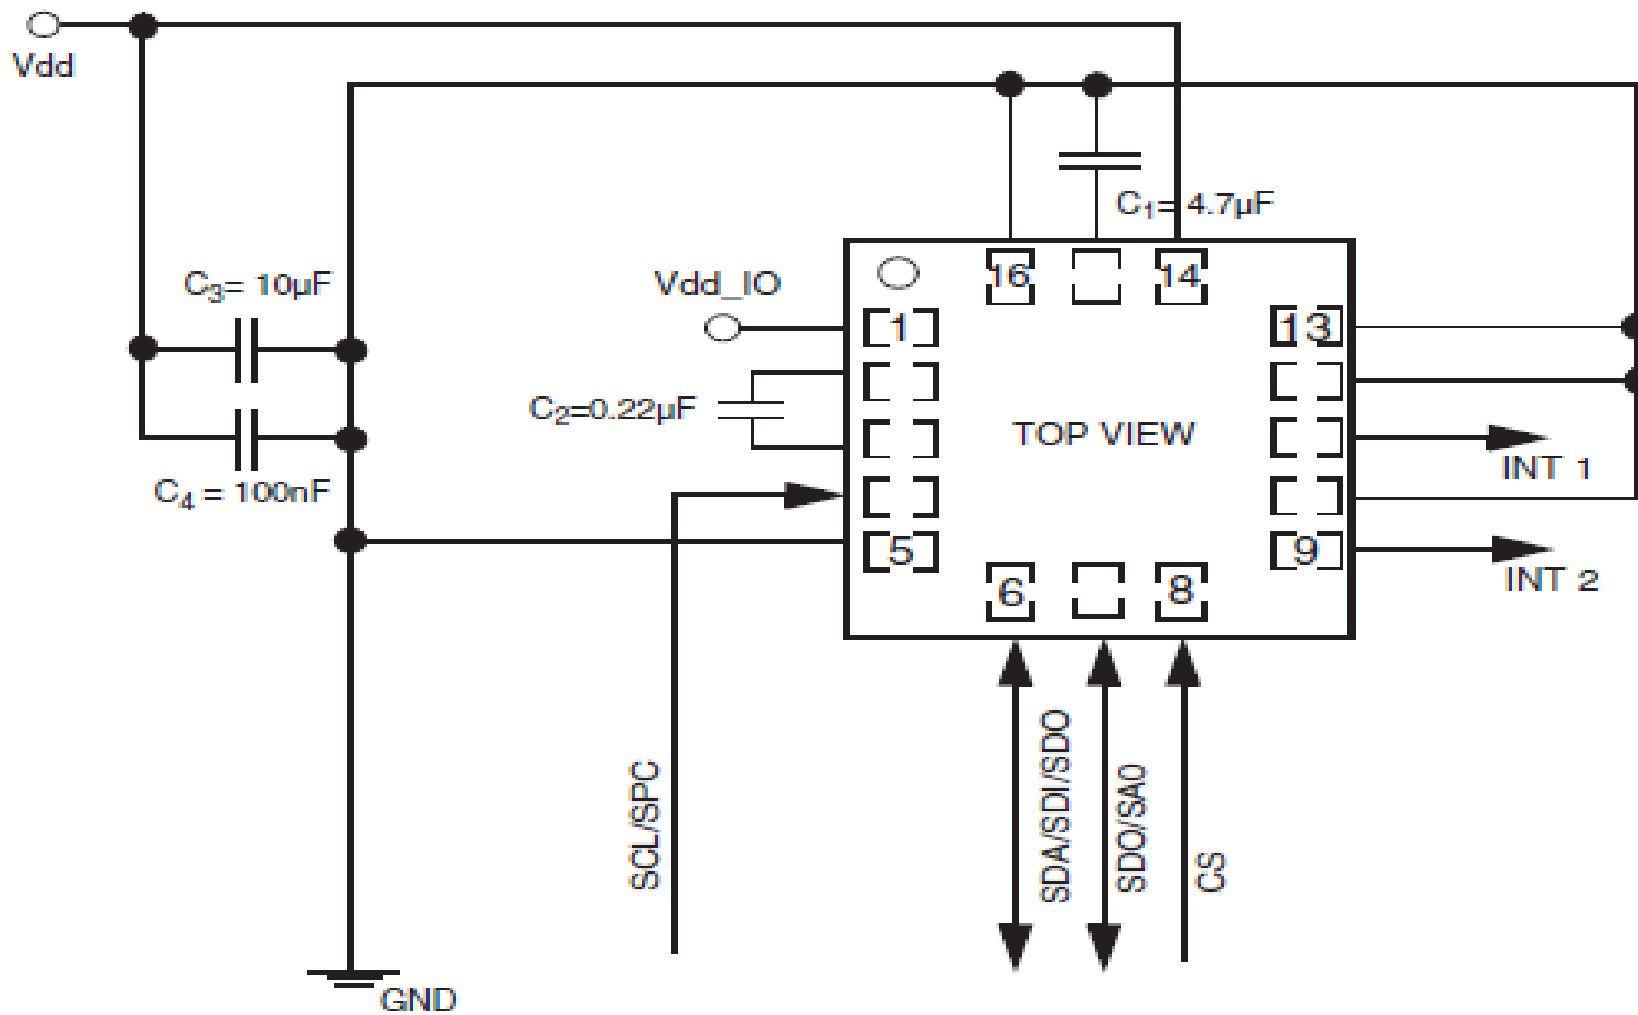 Vdd
C1= 4.7µF
C3= 10µF
Vdd_IO
16
14
1
13
C2=0.22µF
TOP VIEW
INT 1
C4 = 100nF
5
9
INT 2
6
8
SCL/SPC
SDA/SDI/SDO
SDO/SA0
CS
GND